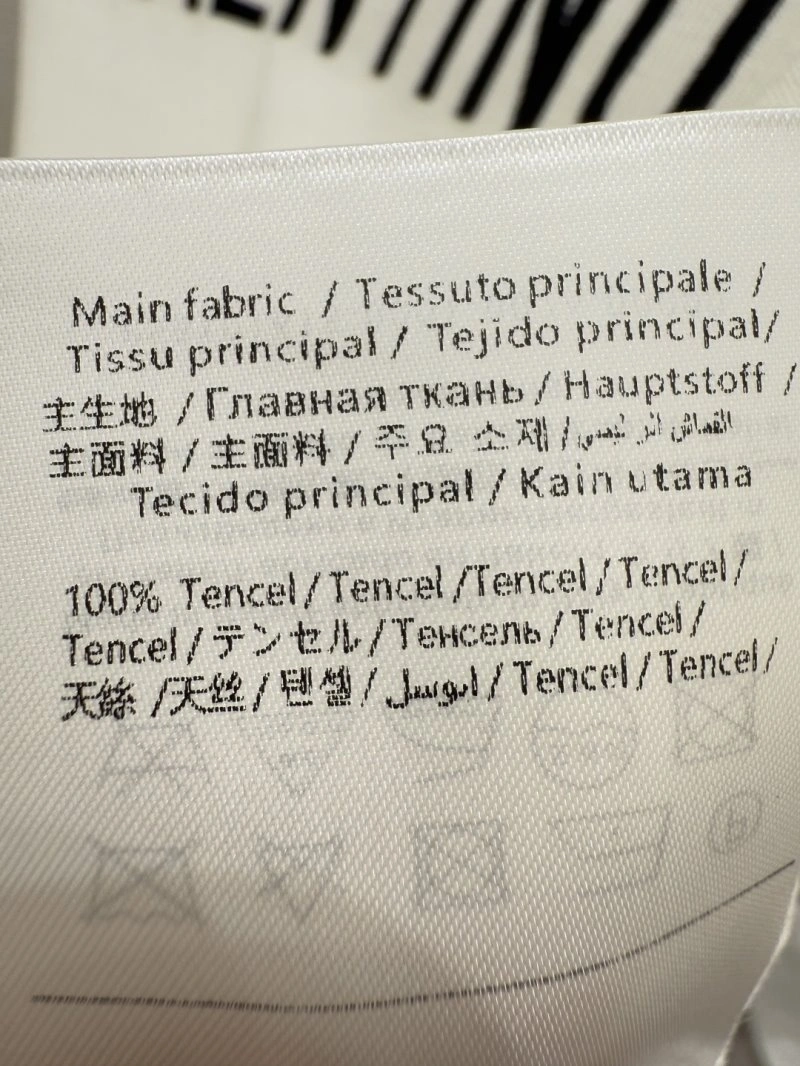 ENTINO
Main fabric / Tessuto principale /
Tissu principal / Tejido principal/
主生地 / Главная ткань / Hauptstoff /
主面料 / 主面料 / 주요 소재 /
Tecido principal / Kain utama
100% Tencel / Tencel /Tencel / Tencel/
Tencel / テンセル / Тенсель / Tencel/
天絲 /天丝/ 텐셀/ / Tencel / Tencel/